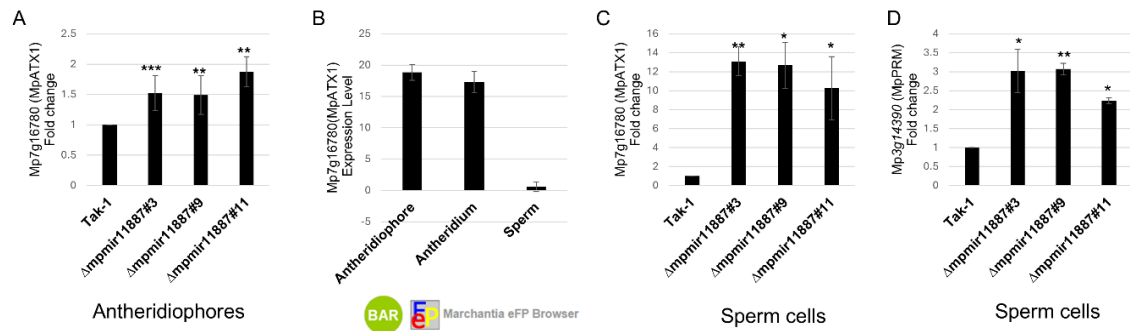 A
Mp7g16780 (MpATX1)
Fold change
2.5
2
1.5
1
0.5
0
***
**
**
Tak-1
Δmpmir11887#3
Δmpmir11887#9
Δmpmir11887#11
Antheridiophores
B
Mp7g16780(MpATX1)
Expression Level
25
20
15
10
5
0
-5
Antheridiophore
Antheridium
Sperm
BAR
eFP
Marchantia eFP Browser
C
Mp7g16780 (MpATX1)
Fold change
16
14
12
10
8
6
4
2
0
**
*
*
Tak-1
Δmpmir11887#3
Δmpmir11887#9
Δmpmir11887#11
Sperm cells
D
Mp3g14390 (MpPRM)
Fold change
4
3.5
3
2.5
2
1.5
1
0.5
0
*
**
*
Tak-1
Δmpmir11887#3
Δmpmir11887#9
Δmpmir11887#11
Sperm cells